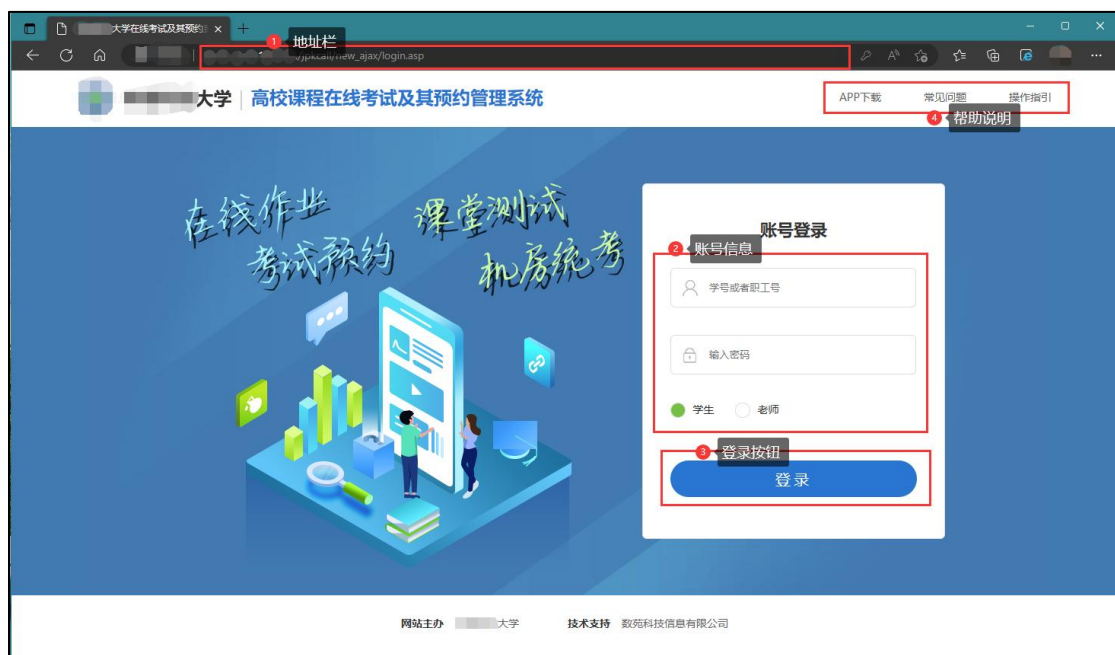 大学在线考试及其预约
1 地址栏
/jpkcali/new_ajax/login.asp
大学 高校课程在线考试及其预约管理系统
APP下载 常见问题 操作指引
4 帮助说明
在线作业 课堂测试
考试预约 机房统考
账号登录
2 账号信息
学号或者职工号
输入密码
学生 老师
3 登录按钮
登录
网站主办 大学 技术支持 数苑科技信息有限公司